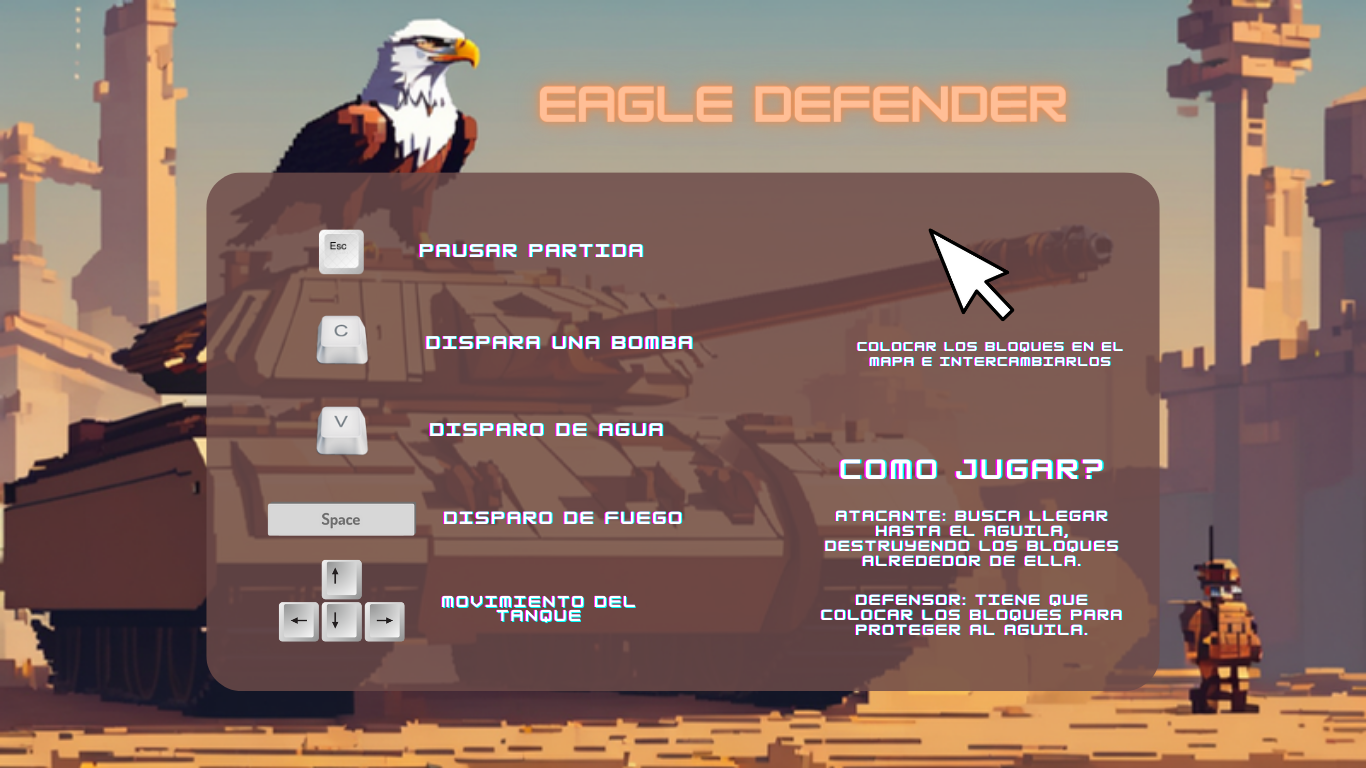 EAGLE DEFENDER
Esc
PAUSAR PARTIDA
C
DISPARA UNA BOMBA
V
DISPARO DE AGUA
Space
DISPARO DE FUEGO
↑
← ↓ →
MOVIMIENTO DEL
TANQUE
COLOCAR LOS BLOQUES EN EL
MAPA E INTERCAMBIARLOS
COMO JUGAR?
ATACANTE: BUSCA LLEGAR
HASTA EL AGUILA,
DESTRUYENDO LOS BLOQUES
ALREDEDOR DE ELLA.
DEFENSOR: TIENE QUE
COLOCAR LOS BLOQUES PARA
PROTEGER AL AGUILA.